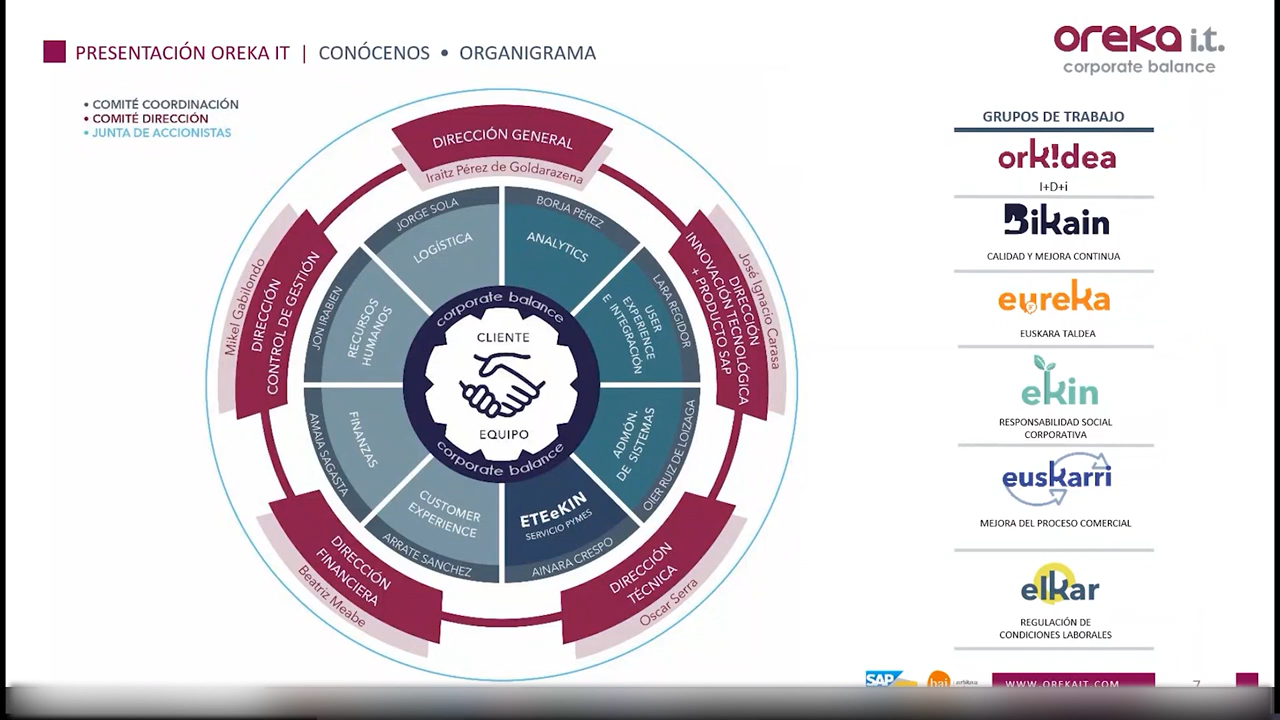 PRESENTACIÓN OREKA IT | CONÓCENOS • ORGANIGRAMA
oreka i.t.
corporate balance
• COMITÉ COORDINACIÓN
• COMITÉ DIRECCIÓN
• JUNTA DE ACCIONISTAS
DIRECCIÓN GENERAL
Iraitz Pérez de Goldarazena
DIRECCIÓN
INNOVACIÓN TECNOLÓGICA
+ PRODUCTO SAP
José Ignacio Carasa
DIRECCIÓN
TÉCNICA
Oscar Serra
DIRECCIÓN
FINANCIERA
Beatriz Meabe
DIRECCIÓN
CONTROL DE GESTIÓN
Mikel Gabilondo
JORGE SOLA
LOGÍSTICA
BORJA PÉREZ
ANALYTICS
LARA REGIDOR
USER
EXPERIENCE
E INTEGRACIÓN
OIER RUIZ DE LOIZAGA
ADMÓN.
DE SISTEMAS
ETEeKIN
SERVICIO PYMES
AINARA CRESPO
CUSTOMER
EXPERIENCE
ARRATE SANCHEZ
FINANZAS
AMAIA SAGASTA
RECURSOS
HUMANOS
JON IRABIEN
corporate balance
CLIENTE
EQUIPO
corporate balance
GRUPOS DE TRABAJO
ork!dea
I+D+i
Bikain
CALIDAD Y MEJORA CONTINUA
eureka
EUSKARA TALDEA
ekin
RESPONSABILIDAD SOCIAL
CORPORATIVA
euskarri
MEJORA DEL PROCESO COMERCIAL
elkar
REGULACIÓN DE
CONDICIONES LABORALES
SAP
bai
WWW.OREKAIT.COM
7